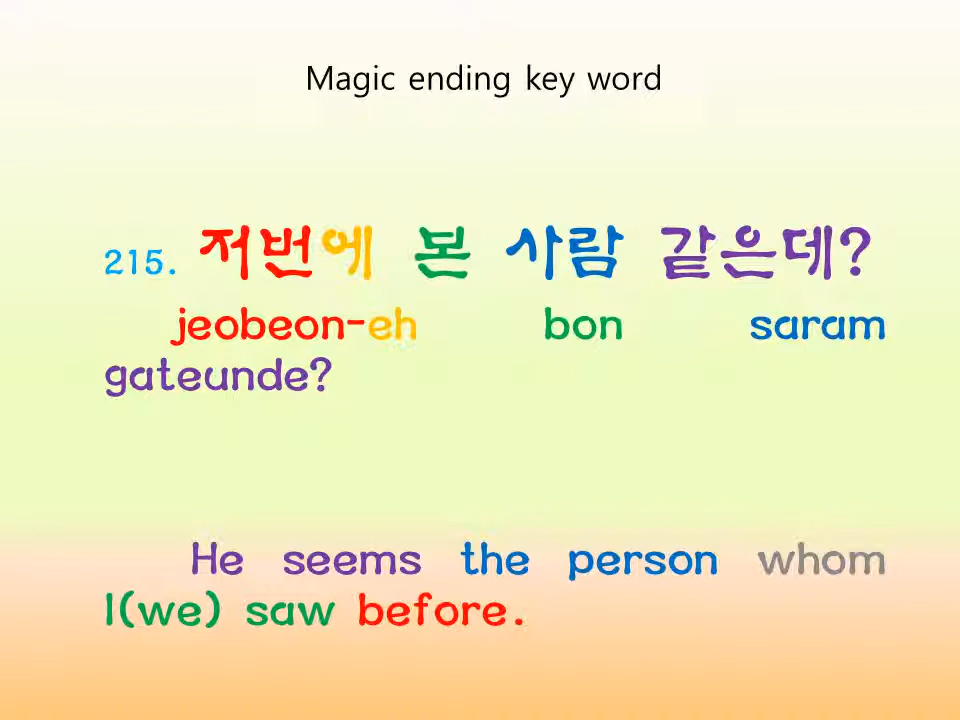 Magic ending key word
215. 저번에 본 사람 같은데?
jeobeon-eh bon saram
gateunde?
He seems the person whom
I(we) saw before.